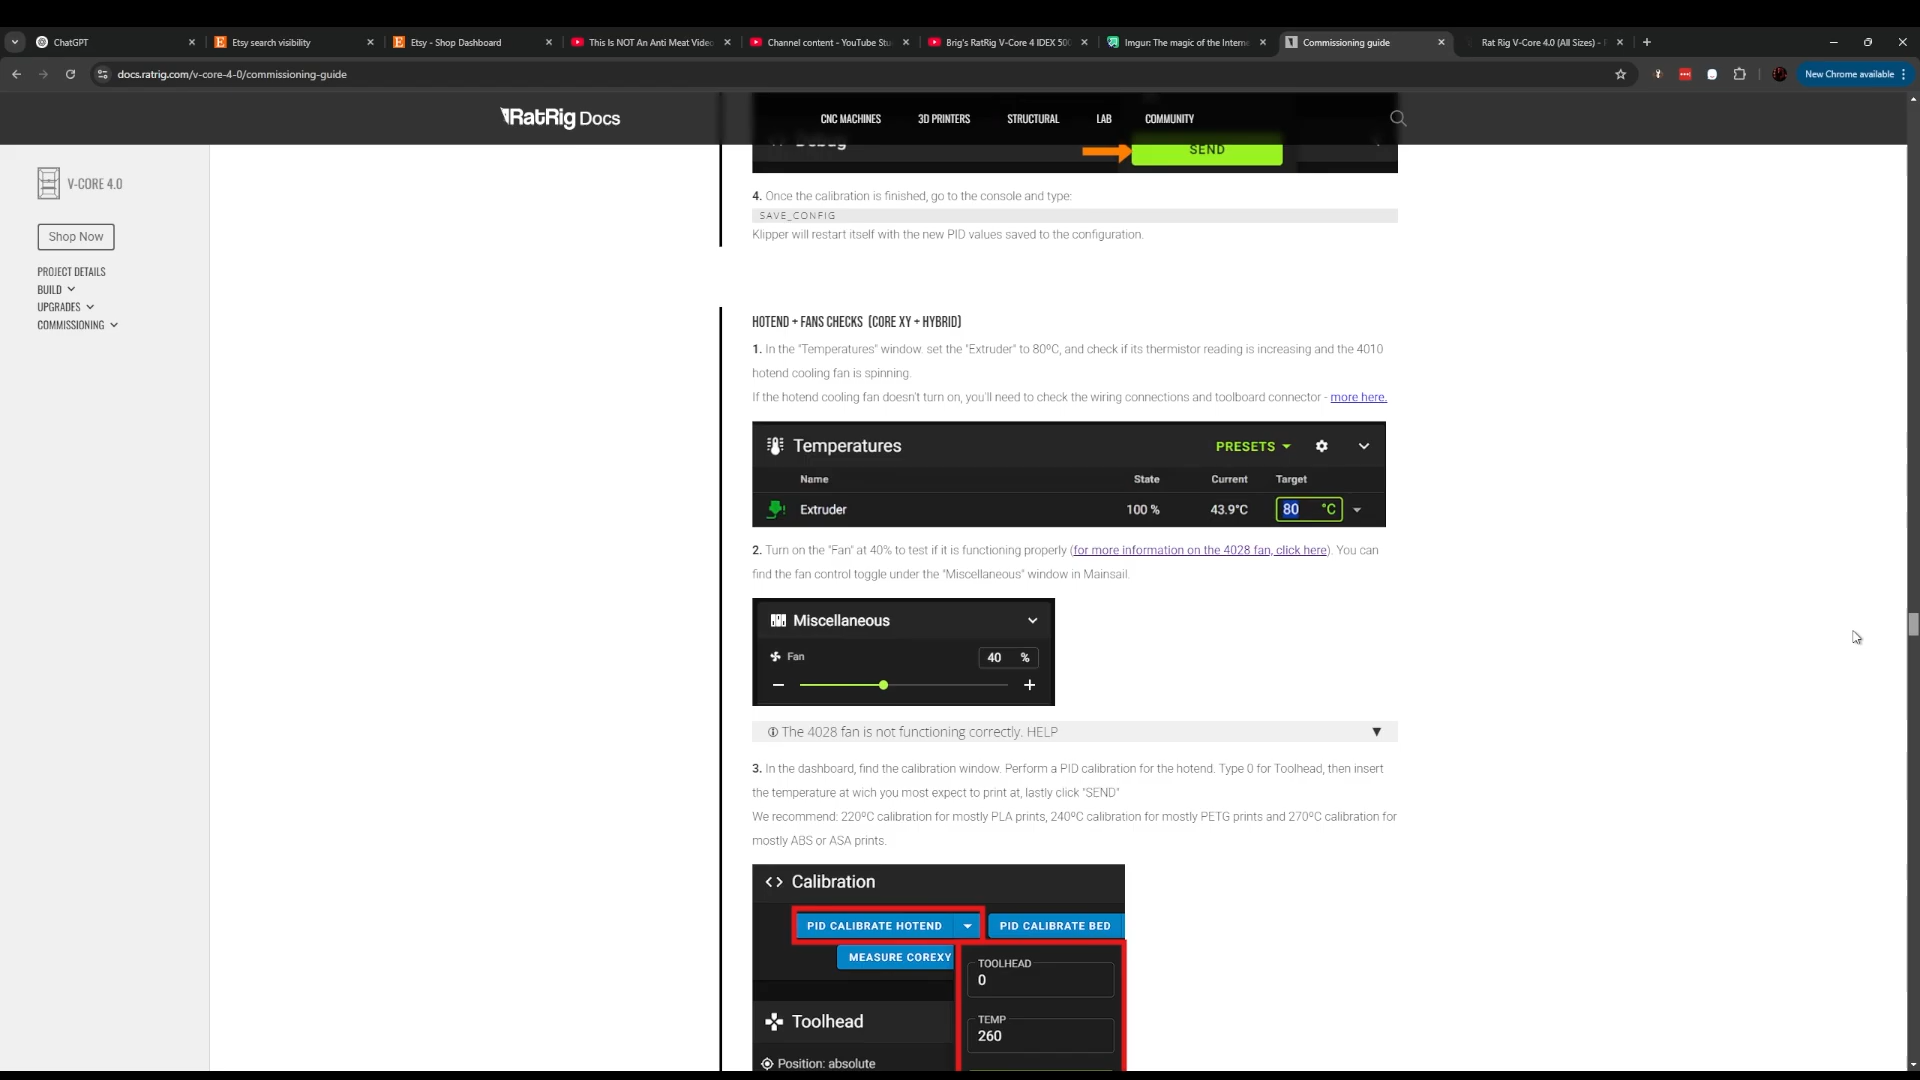 ChatGPT
Etsy search visibility
Etsy - Shop Dashboard
This Is NOT An Anti Meat Video
Channel content - YouTube Stu
Brig's RatRig V-Core 4 IDEX 500
Imgur: The magic of the Interne
Commissioning guide
Rat Rig V-Core 4.0 (All Sizes) -
docs.ratrig.com/v-core-4-0/commissioning-guide
New Chrome available
RatRig Docs
CNC MACHINES
3D PRINTERS
STRUCTURAL
LAB
COMMUNITY
Debug
SEND
V-CORE 4.0
Shop Now
PROJECT DETAILS
BUILD
UPGRADES
COMMISSIONING
4. Once the calibration is finished, go to the console and type:
SAVE_CONFIG
Klipper will restart itself with the new PID values saved to the configuration.
HOTEND + FANS CHECKS (CORE XY + HYBRID)
1. In the "Temperatures" window. set the "Extruder" to 80ºC, and check if its thermistor reading is increasing and the 4010
hotend cooling fan is spinning.
If the hotend cooling fan doesn't turn on, you'll need to check the wiring connections and toolboard connector - more here.
Temperatures
PRESETS
Name State Current Target
Extruder 100 % 43.9°C 80 °C
2. Turn on the "Fan" at 40% to test if it is functioning properly (for more information on the 4028 fan, click here). You can
find the fan control toggle under the "Miscellaneous" window in Mainsail.
Miscellaneous
Fan 40 %
The 4028 fan is not functioning correctly. HELP
3. In the dashboard, find the calibration window. Perform a PID calibration for the hotend. Type 0 for Toolhead, then insert
the temperature at wich you most expect to print at, lastly click "SEND"
We recommend: 220ºC calibration for mostly PLA prints, 240ºC calibration for mostly PETG prints and 270ºC calibration for
mostly ABS or ASA prints.
<> Calibration
PID CALIBRATE HOTEND
PID CALIBRATE BED
MEASURE COREXY
TOOLHEAD
0
TEMP
260
Toolhead
Position: absolute